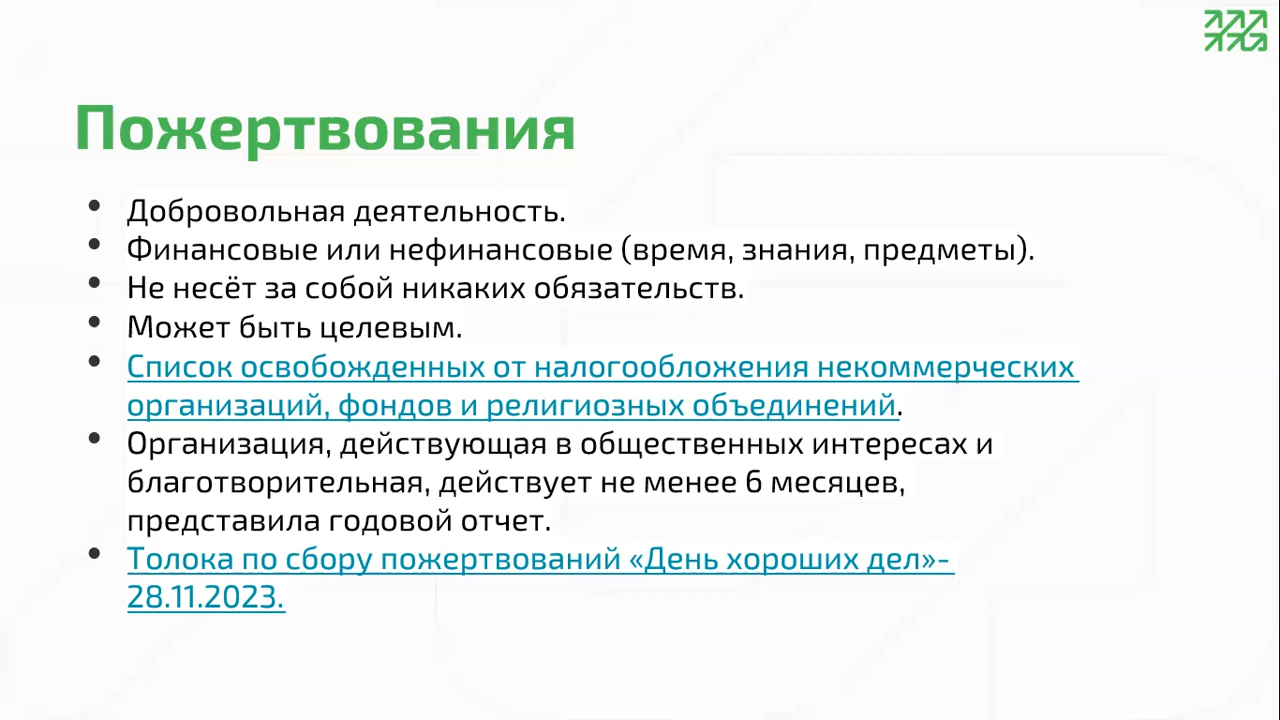 Пожертвования
• Добровольная деятельность.
• Финансовые или нефинансовые (время, знания, предметы).
• Не несёт за собой никаких обязательств.
• Может быть целевым.
• Список освобожденных от налогообложения некоммерческих
организаций, фондов и религиозных объединений.
• Организация, действующая в общественных интересах и
благотворительная, действует не менее 6 месяцев,
представила годовой отчет.
• Толока по сбору пожертвований «День хороших дел»-
28.11.2023.